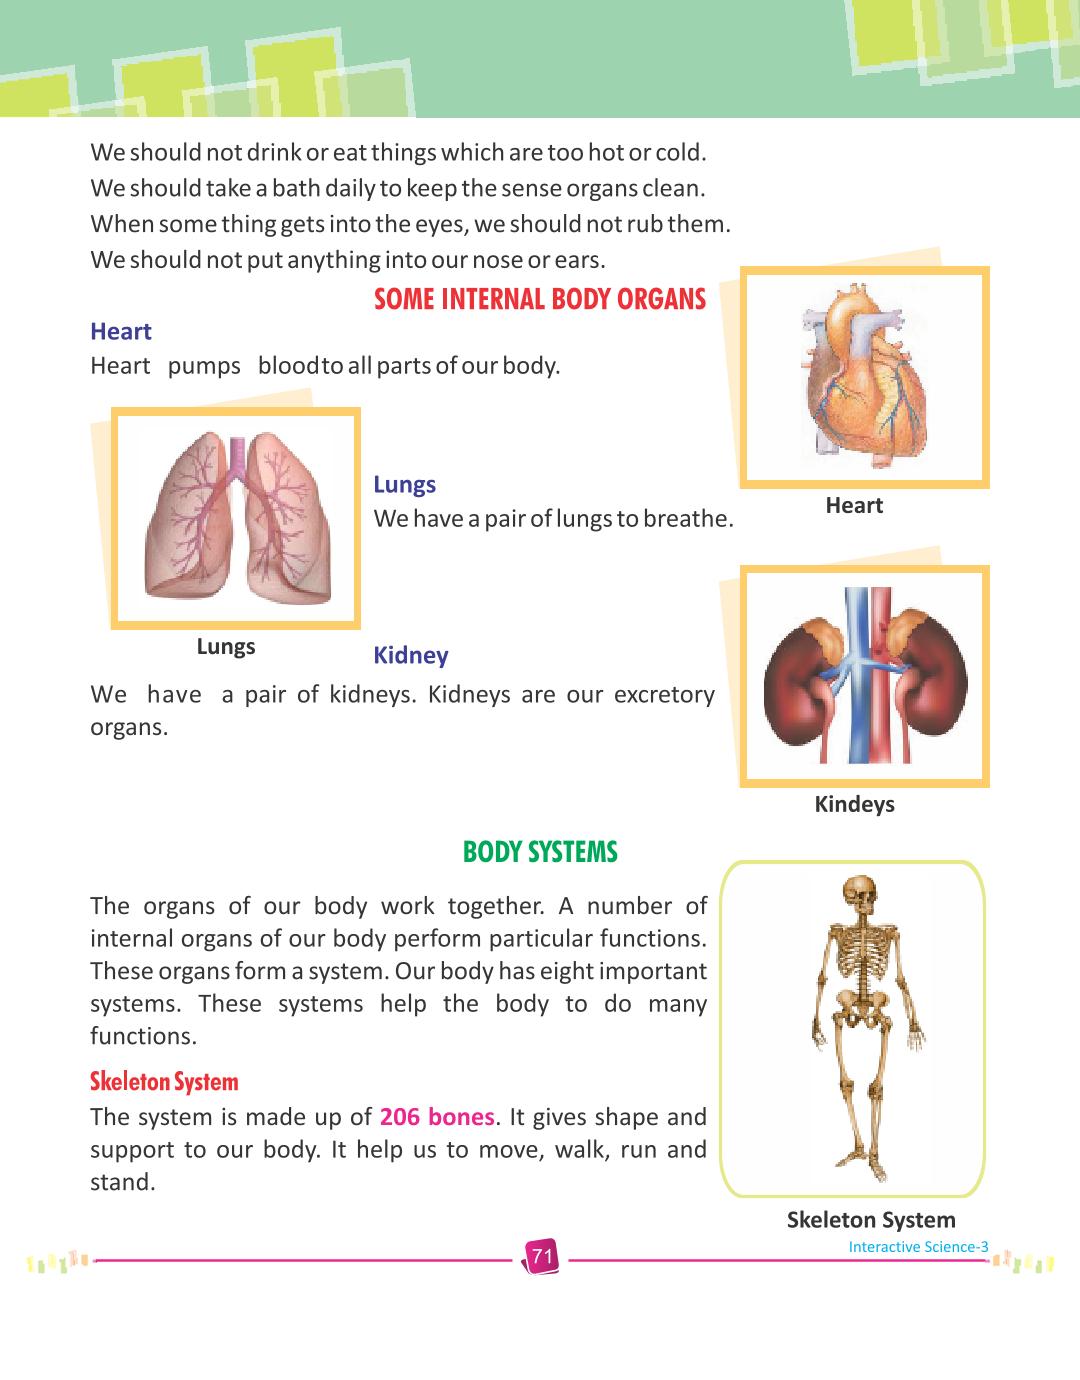 We should not drink or eat things which are too hot or cold.
We should take a bath daily to keep the sense organs clean.
When some thing gets into the eyes, we should not rub them.
We should not put anything into our nose or ears.
SOME INTERNAL BODY ORGANS
Heart
Heart pumps blood to all parts of our body.
Heart
Lungs
We have a pair of lungs to breathe.
Lungs
Kidney
We have a pair of kidneys. Kidneys are our excretory
organs.
Kindeys
BODY SYSTEMS
The organs of our body work together. A number of
internal organs of our body perform particular functions.
These organs form a system. Our body has eight important
systems. These systems help the body to do many
functions.
Skeleton System
The system is made up of 206 bones. It gives shape and
support to our body. It help us to move, walk, run and
stand.
Skeleton System
Interactive Science-3
71